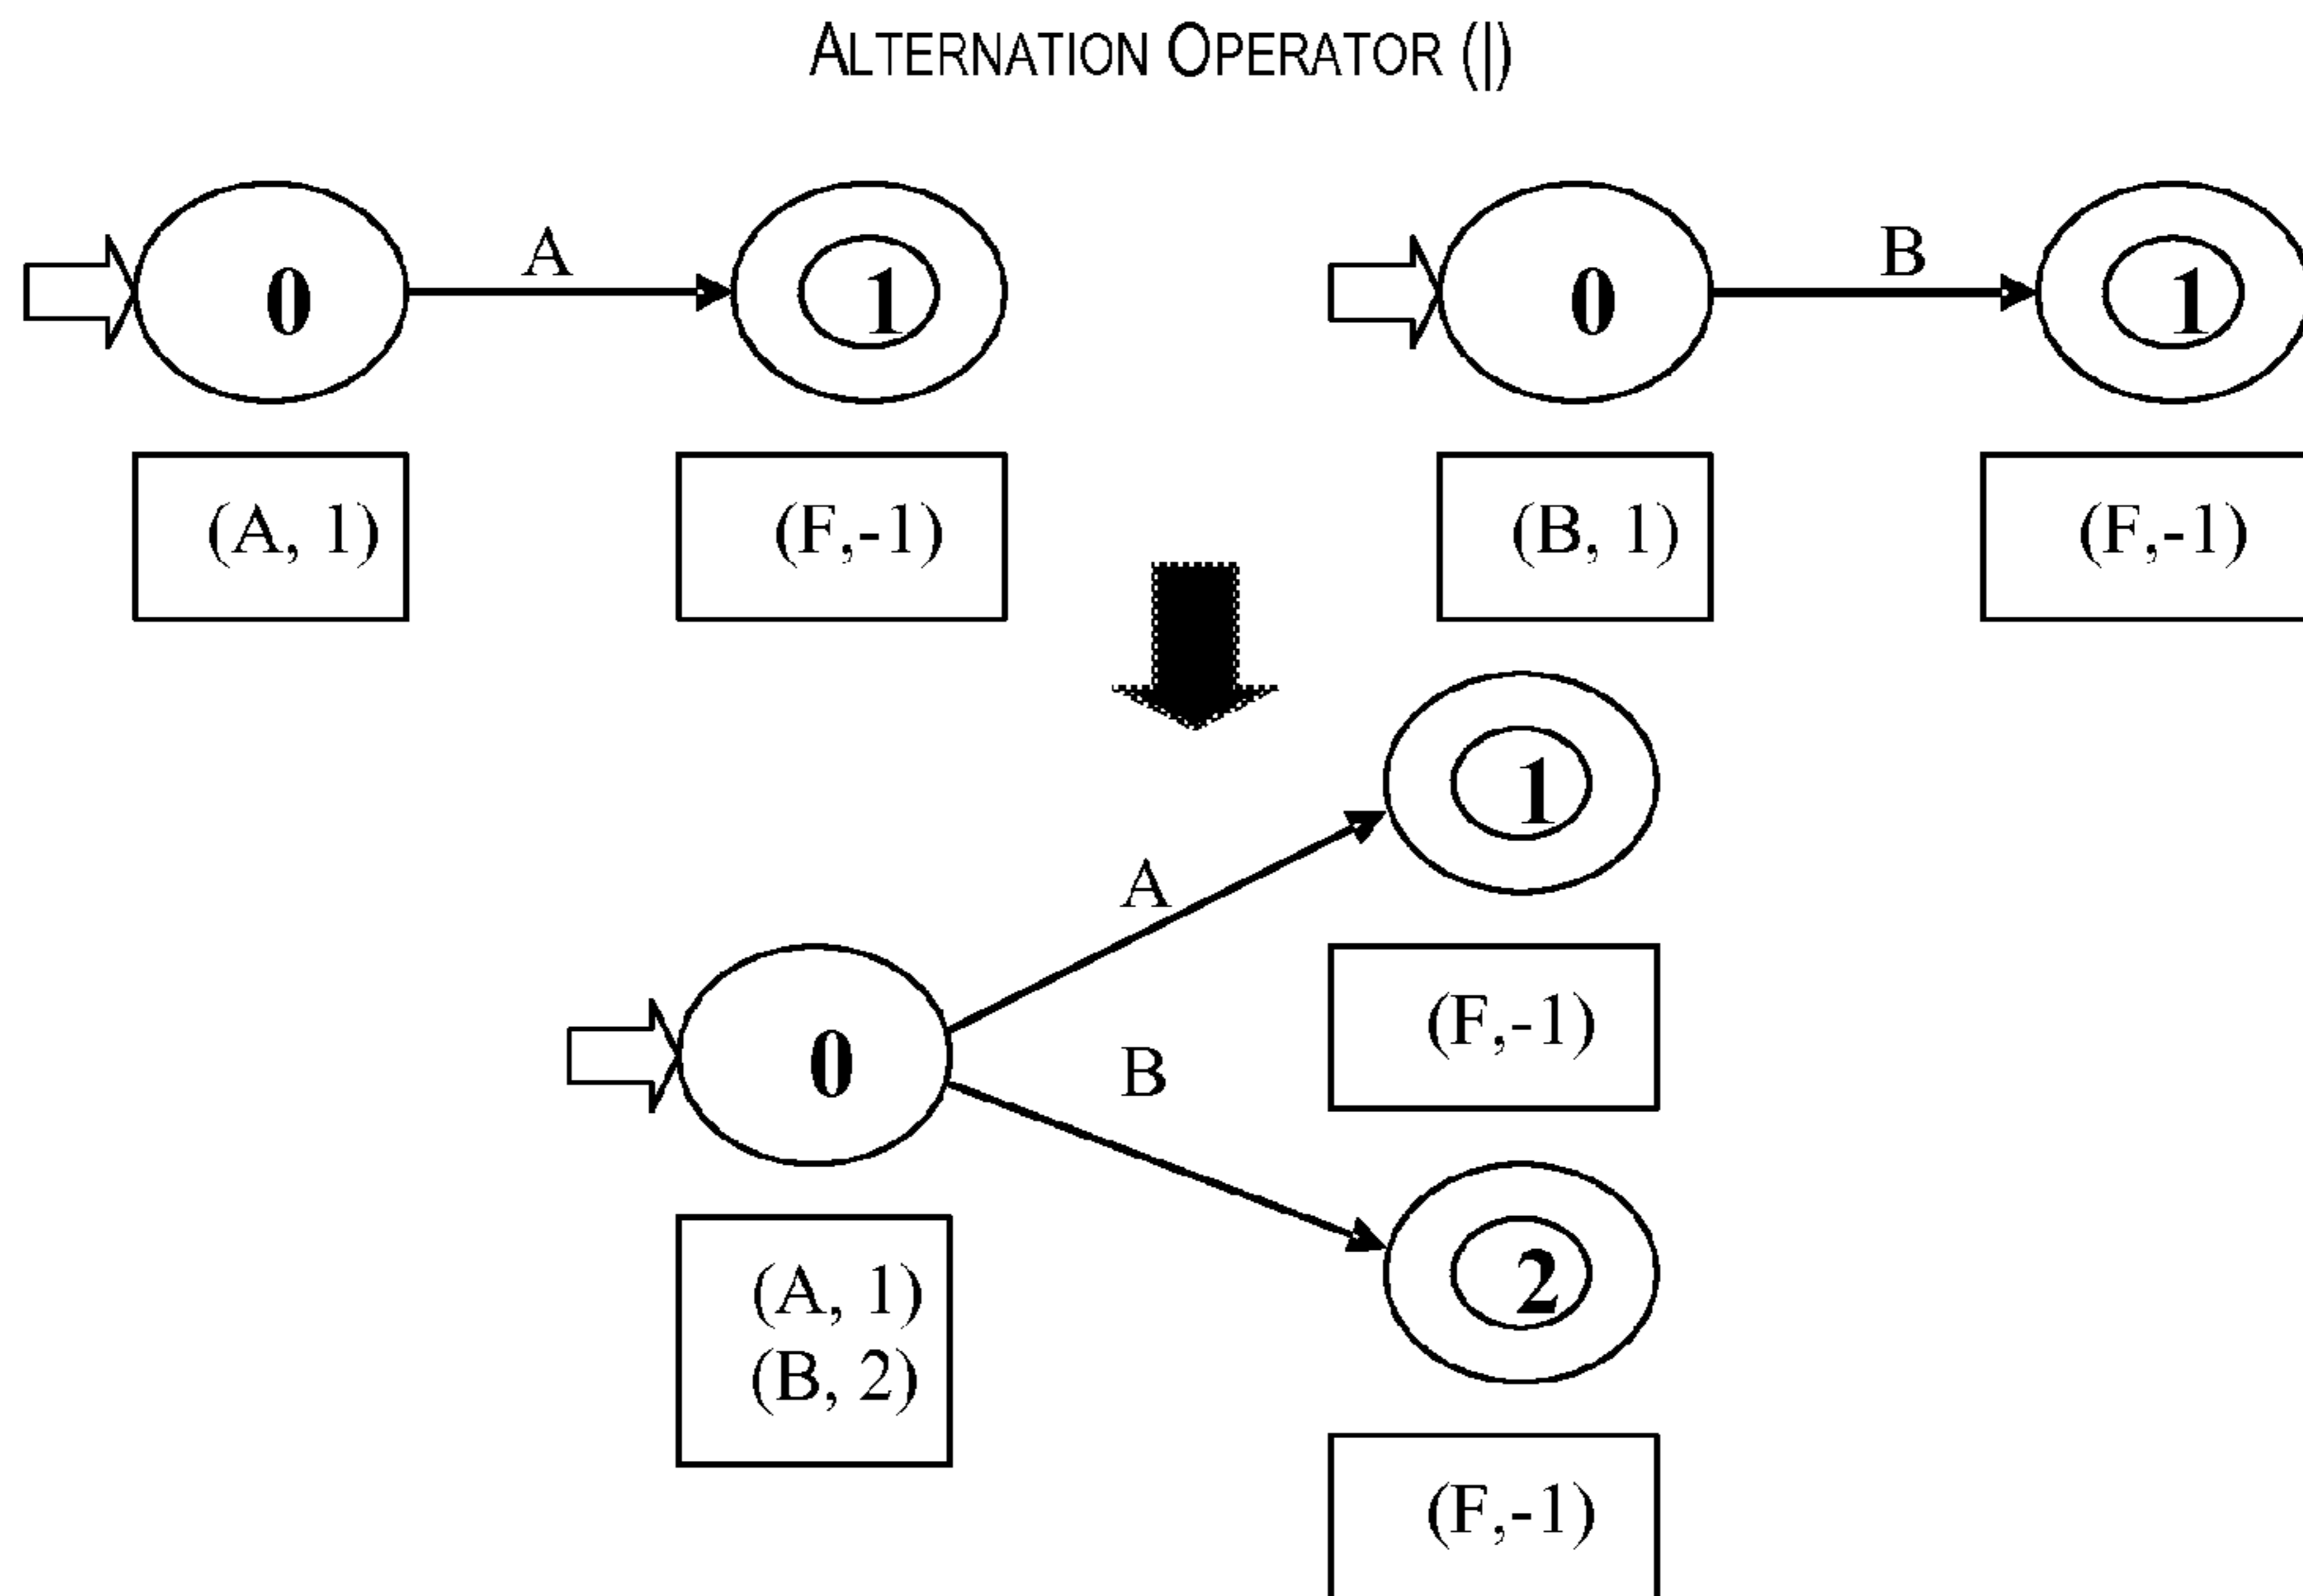 ALTERNATION OPERATOR (|)
A
B
0
1
0
1
(A, 1)
(F,-1)
(B, 1)
(F,-1)
1
A
(F,-1)
0
B
2
(A, 1)
(B, 2)
(F,-1)